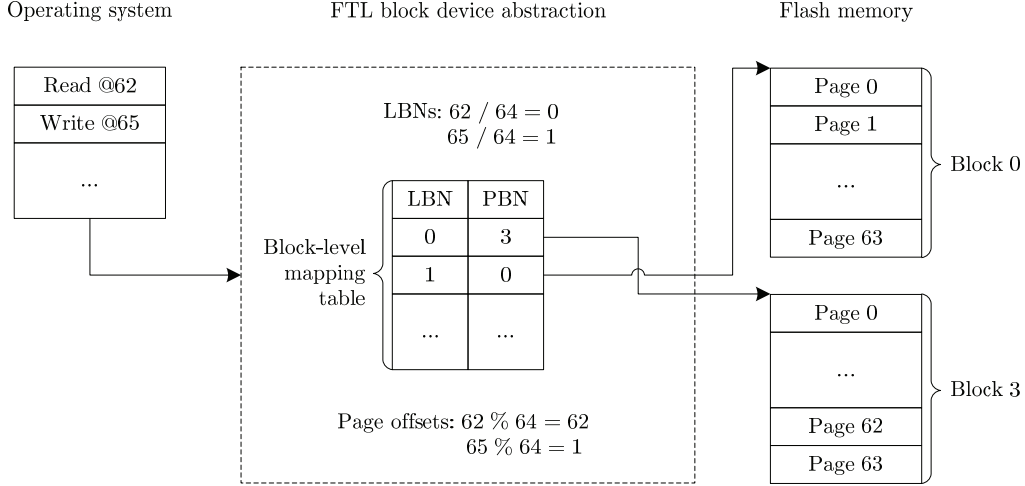 Operating system
FTL block device abstraction
Flash memory
Read @62
Write @65
...
LBNs: 62 / 64 = 0
65 / 64 = 1
Block-level
mapping
table
LBN PBN
0 3
1 0
... ...
Page offsets: 62 % 64 = 62
65 % 64 = 1
Page 0
Page 1
...
Page 63
Block 0
Page 0
...
Page 62
Page 63
Block 3